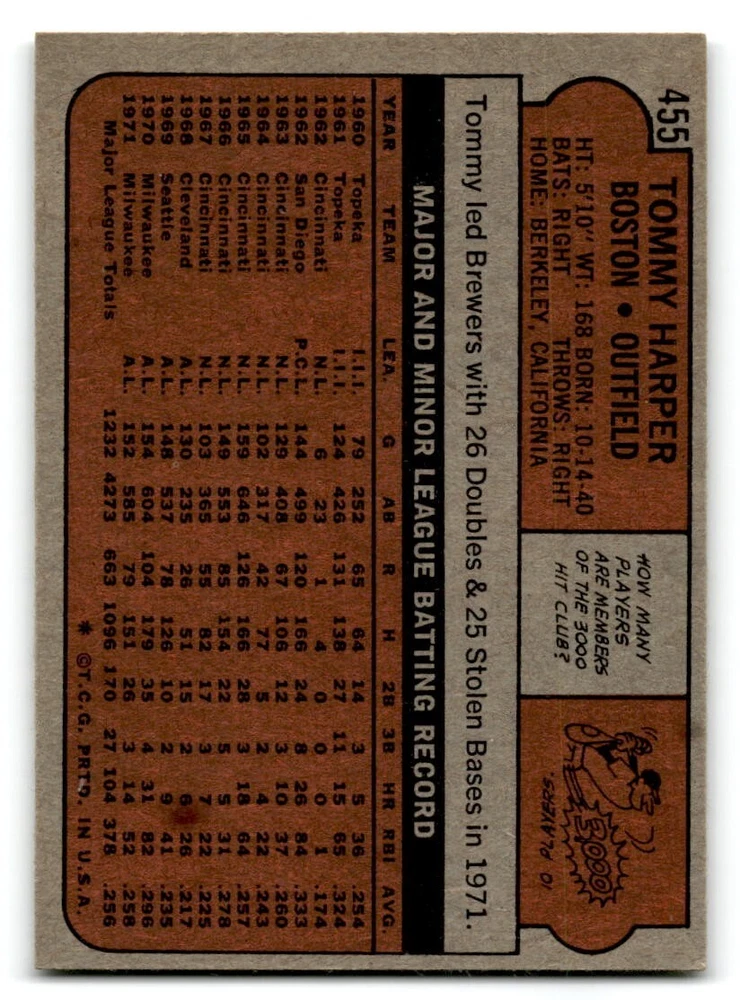 455
TOMMY HARPER
BOSTON • OUTFIELD
HT: 5'10" WT: 168 BORN: 10-14-40
BATS: RIGHT THROWS: RIGHT
HOME: BERKELEY, CALIFORNIA
HOW MANY
PLAYERS
ARE MEMBERS
OF THE 3000
HIT CLUB?
3,000
10 PLAYERS.
Tommy led Brewers with 26 Doubles & 25 Stolen Bases in 1971.
MAJOR AND MINOR LEAGUE BATTING RECORD
YEAR TEAM LEA. G AB R H 2B 3B HR RBI AVG.
1960 Topeka I.I.I. 79 252 65 64 14 3 5 36 .254
1961 Topeka I.I.I. 124 426 131 138 27 11 15 65 .324
1962 Cincinnati N.L. 6 23 1 4 0 0 0 1 .174
1962 San Diego P.C.L. 144 499 120 166 24 8 26 84 .333
1963 Cincinnati N.L. 129 408 67 106 12 3 10 37 .260
1964 Cincinnati N.L. 102 317 42 77 5 2 4 22 .243
1965 Cincinnati N.L. 159 646 126 166 28 3 18 64 .257
1966 Cincinnati N.L. 149 553 85 154 22 5 5 31 .278
1967 Cincinnati N.L. 103 365 55 82 17 3 7 22 .225
1968 Cleveland A.L. 130 235 26 51 15 2 6 26 .217
1969 Seattle A.L. 148 537 78 126 10 2 9 41 .235
1970 Milwaukee A.L. 154 604 104 179 35 4 31 82 .296
1971 Milwaukee A.L. 152 585 79 151 26 3 14 52 .258
Major League Totals 1232 4273 663 1096 170 27 104 378 .256
* ©T.C.G. PRTD. IN U.S.A.